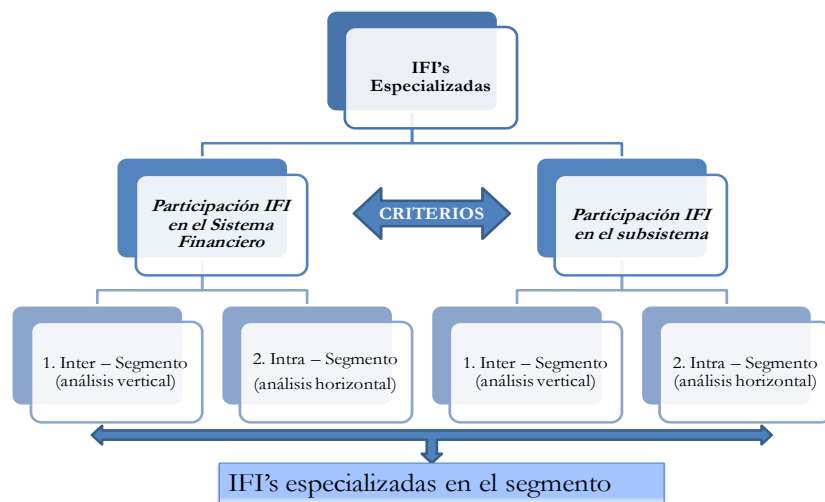 IFI's
Especializadas
Participación IFI
en el Sistema
Financiero
CRITERIOS
Participación IFI
en el subsistema
1. Inter – Segmento
(análisis vertical)
2. Intra – Segmento
(análisis horizontal)
1. Inter – Segmento
(análisis vertical)
2. Intra – Segmento
(análisis horizontal)
IFI's especializadas en el segmento